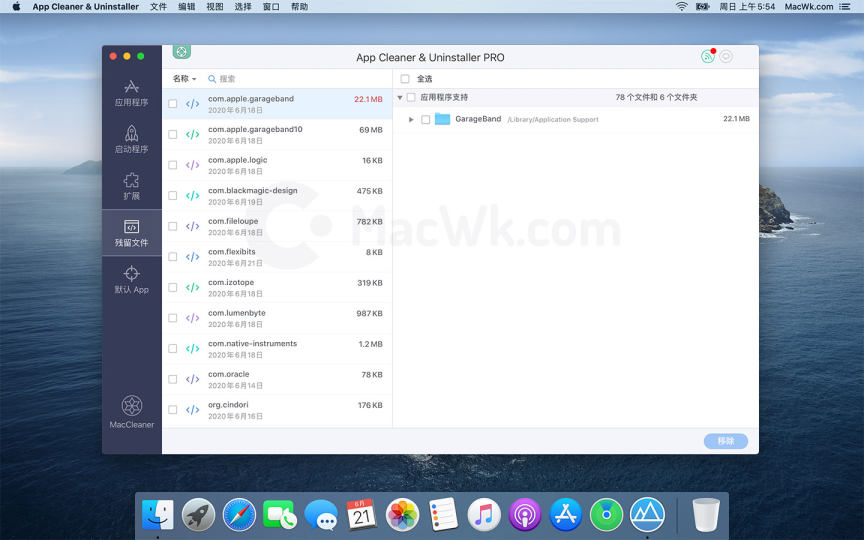 App Cleaner & Uninstaller 文件 编辑 视图 选择 窗口 帮助 周日 上午 5:54 MacWk.com
App Cleaner & Uninstaller PRO
应用程序
启动程序
扩展
残留文件
默认 App
MacCleaner
名称 搜索
com.apple.garageband 22.1 MB
2020年6月18日
com.apple.garageband10 69 MB
2020年6月18日
com.apple.logic 16 KB
2020年6月18日
com.blackmagic-design 475 KB
2020年6月19日
com.fileloupe 782 KB
2020年6月18日
com.flexibits 8 KB
2020年6月21日
com.izotope 319 KB
2020年6月18日
com.lumenbyte 987 KB
2020年6月18日
com.native-instruments 1.2 MB
2020年6月18日
com.oracle 78 KB
2020年6月14日
org.cindori 176 KB
2020年6月16日
全选
应用程序支持 78 个文件和 6 个文件夹
GarageBand /Library/Application Support 22.1 MB
MacWk.com
移除
6月
21